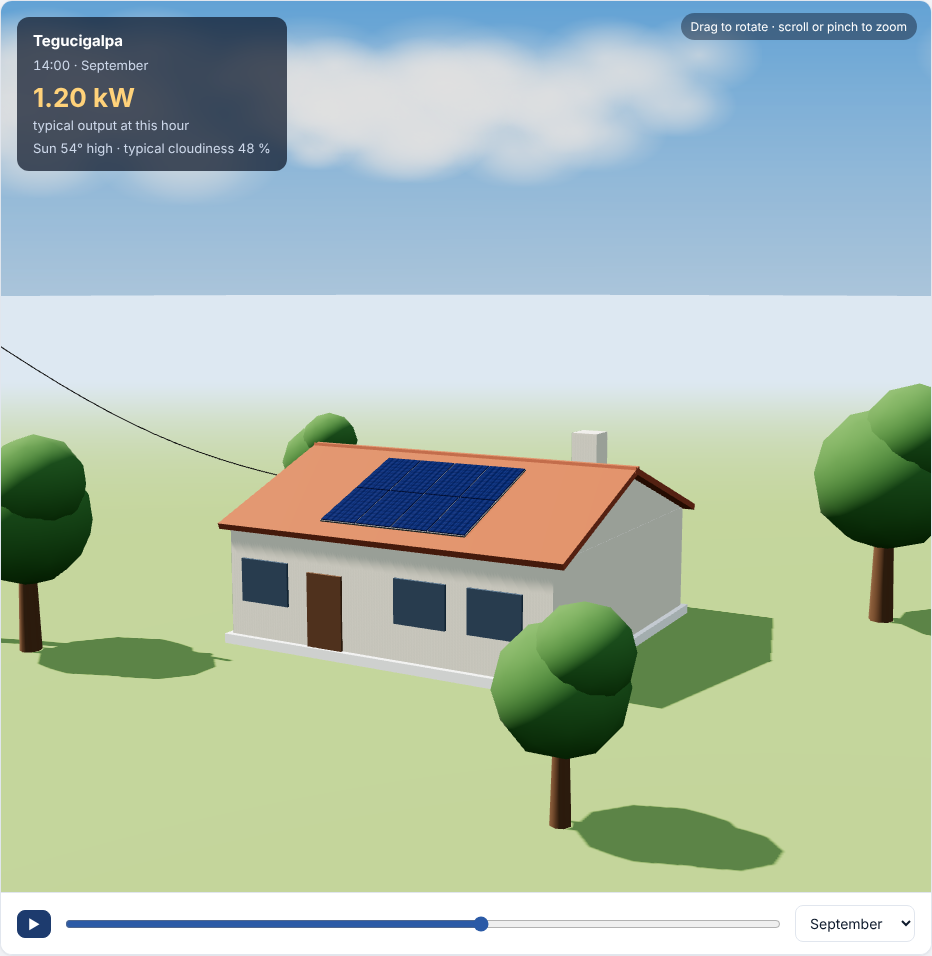 Tegucigalpa
14:00 · September
1.20 kW
typical output at this hour
Sun 54° high · typical cloudiness 48 %
Drag to rotate · scroll or pinch to zoom
September